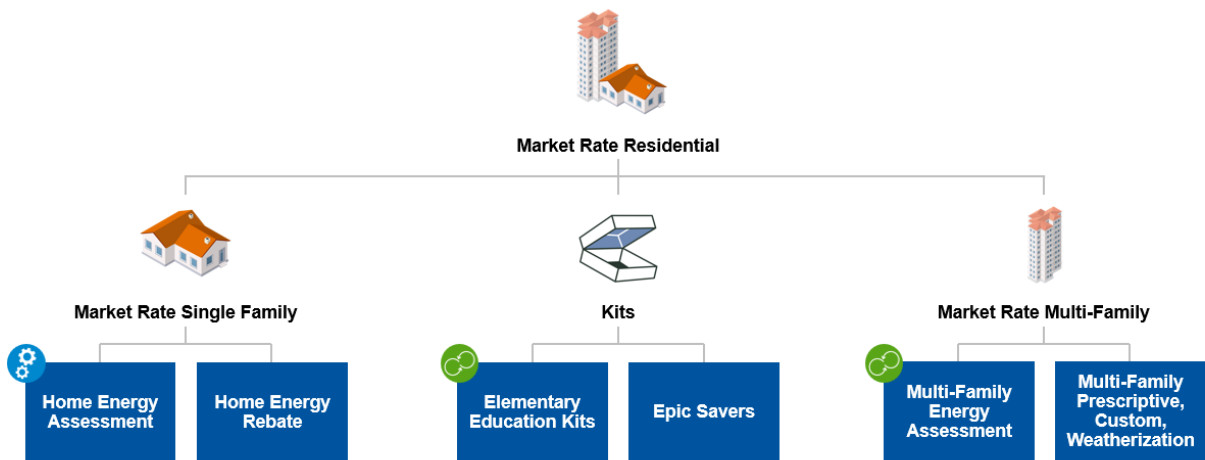 Market Rate Residential
Market Rate Single Family
Kits
Market Rate Multi-Family
Home Energy
Assessment
Home Energy
Rebate
Elementary
Education Kits
Epic Savers
Multi-Family
Energy
Assessment
Multi-Family
Prescriptive,
Custom,
Weatherization